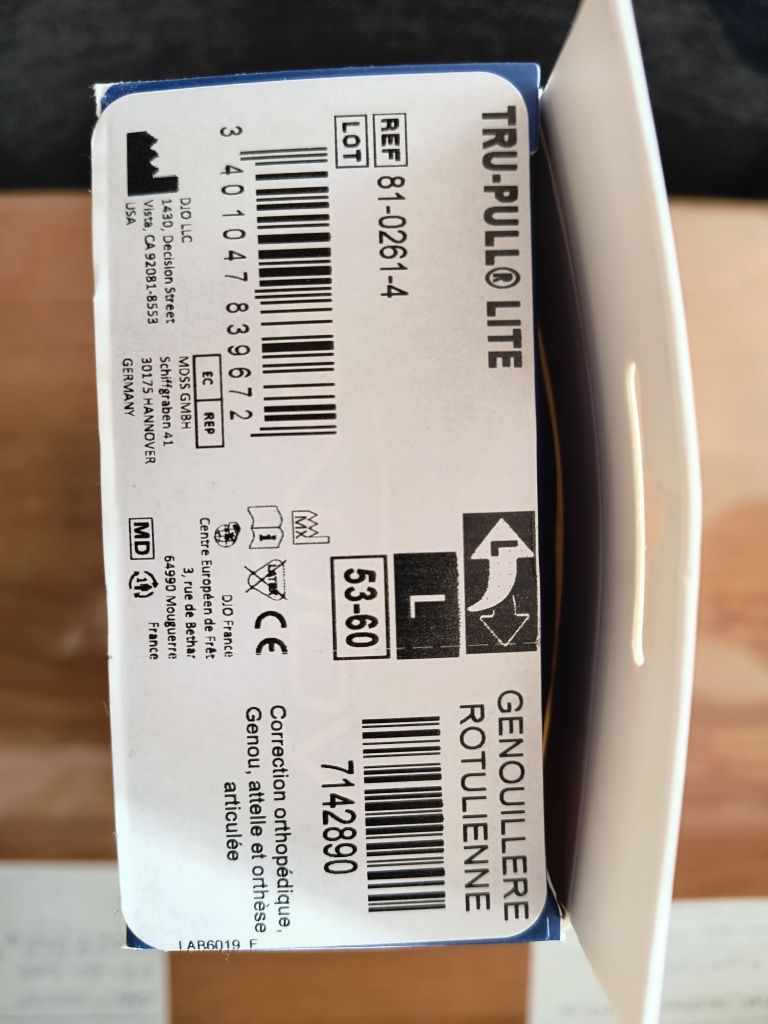 TRU-PULL® LITE
REF 81-0261-4
LOT
3 401047 839672
DJO LLC
1430, Decision Street
Vista, CA 92081-8553
USA
EC REP
MDSS GMBH
Schiffgraben 41
30175 HANNOVER
GERMANY
L
L
53-60
MX
i
LATEX
CE
DJO France
Centre Européen de Frêt
3, rue de Bethar
64990 Mouguerre
France
MD
GENOUILLERE
ROTULIENNE
7142890
Correction orthopédique,
Genou, attelle et orthèse
articulée
LAB6019